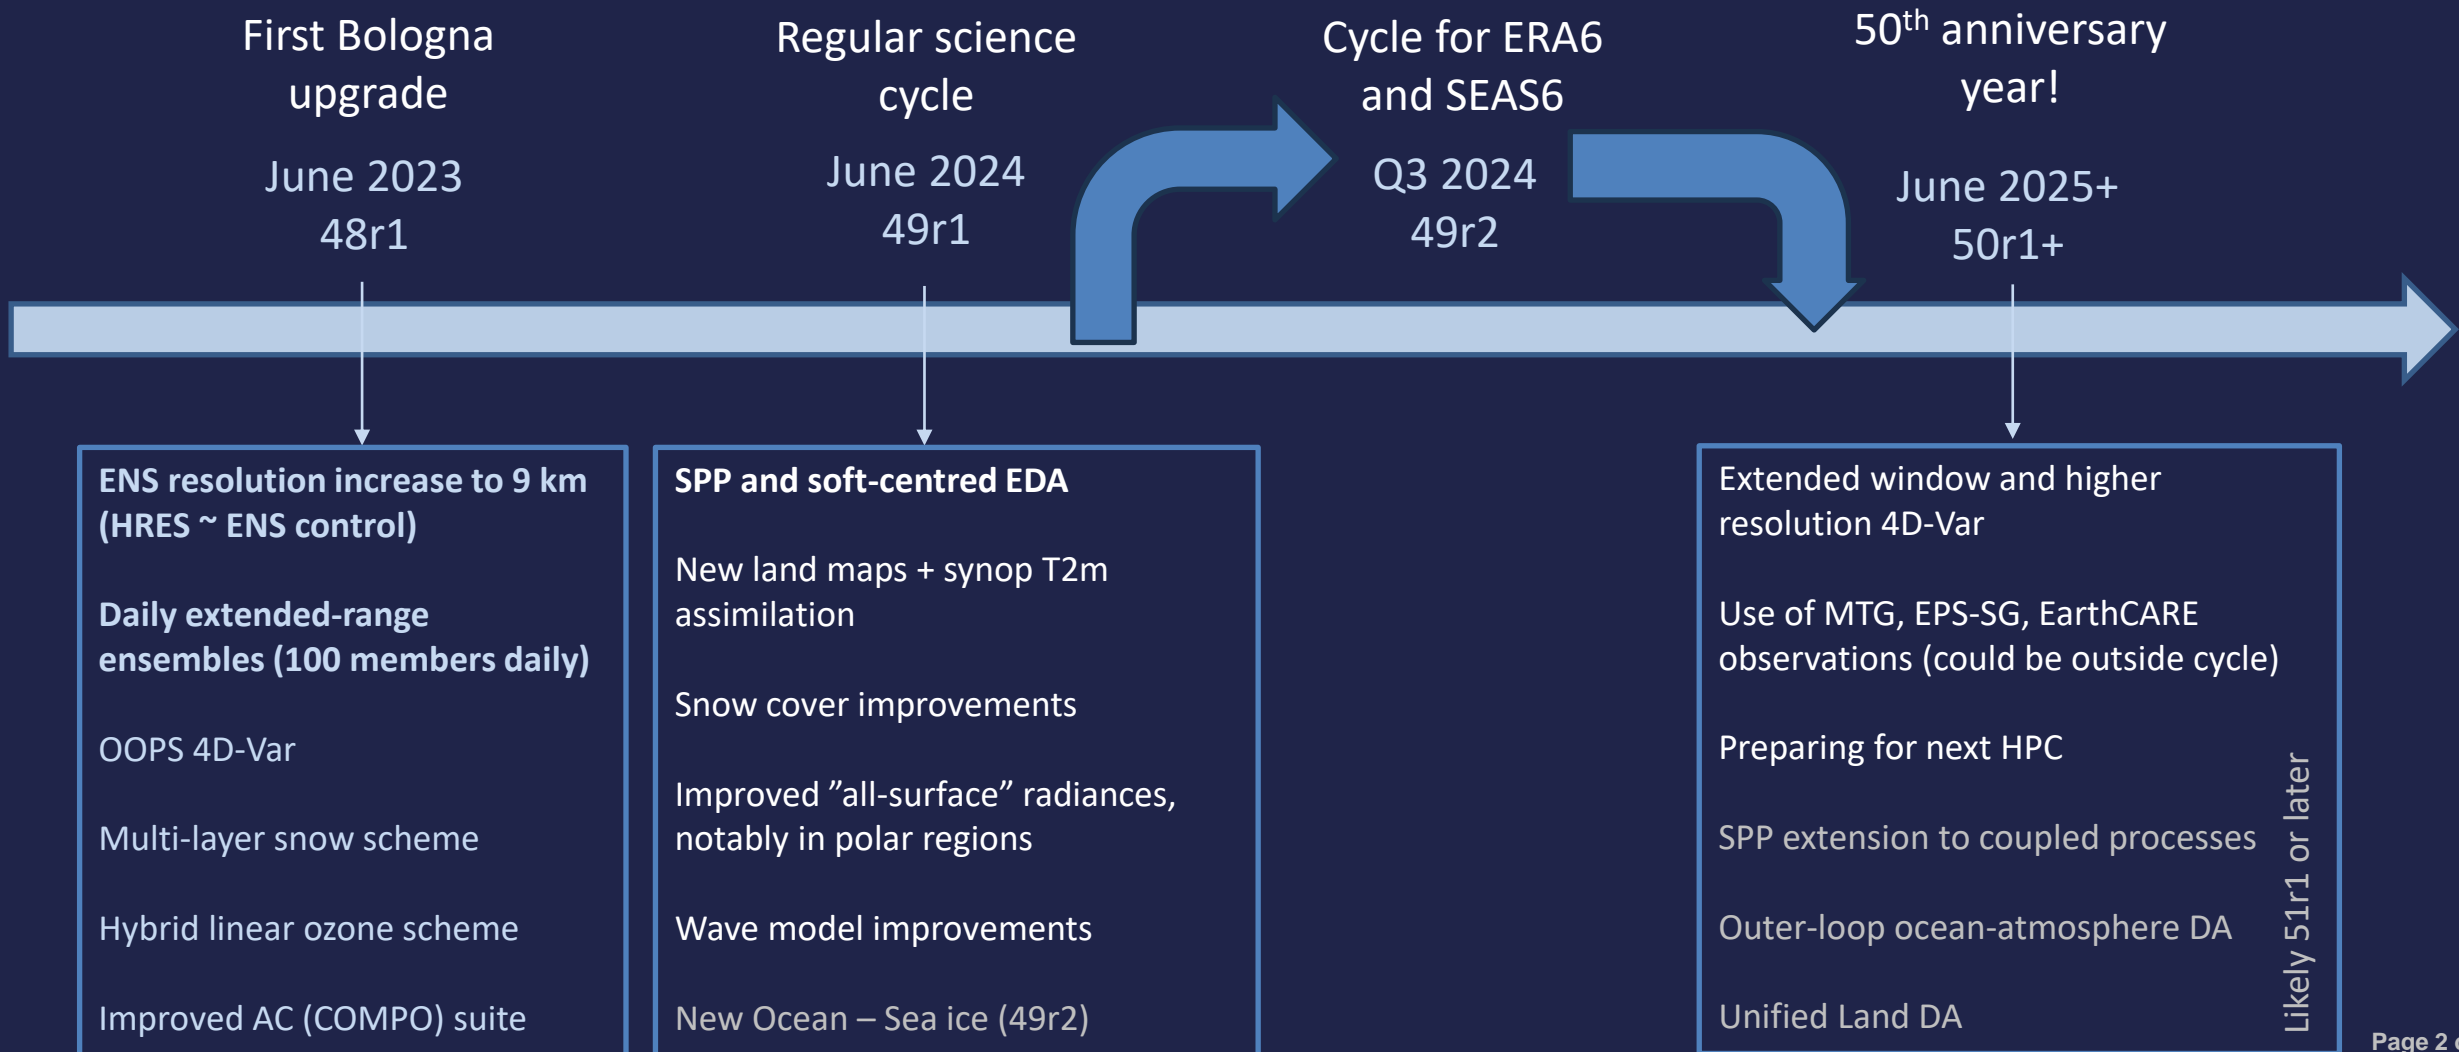 First Bologna
upgrade
June 2023
48r1
Regular science
cycle
June 2024
49r1
Cycle for ERA6
and SEAS6
Q3 2024
49r2
50th anniversary
year!
June 2025+
50r1+
ENS resolution increase to 9 km
(HRES ~ ENS control)
Daily extended-range
ensembles (100 members daily)
OOPS 4D-Var
Multi-layer snow scheme
Hybrid linear ozone scheme
Improved AC (COMPO) suite
SPP and soft-centred EDA
New land maps + synop T2m
assimilation
Snow cover improvements
Improved ”all-surface” radiances,
notably in polar regions
Wave model improvements
New Ocean – Sea ice (49r2)
Extended window and higher
resolution 4D-Var
Use of MTG, EPS-SG, EarthCARE
observations (could be outside cycle)
Preparing for next HPC
SPP extension to coupled processes
Outer-loop ocean-atmosphere DA
Unified Land DA
Likely 51r1 or later
Page 2